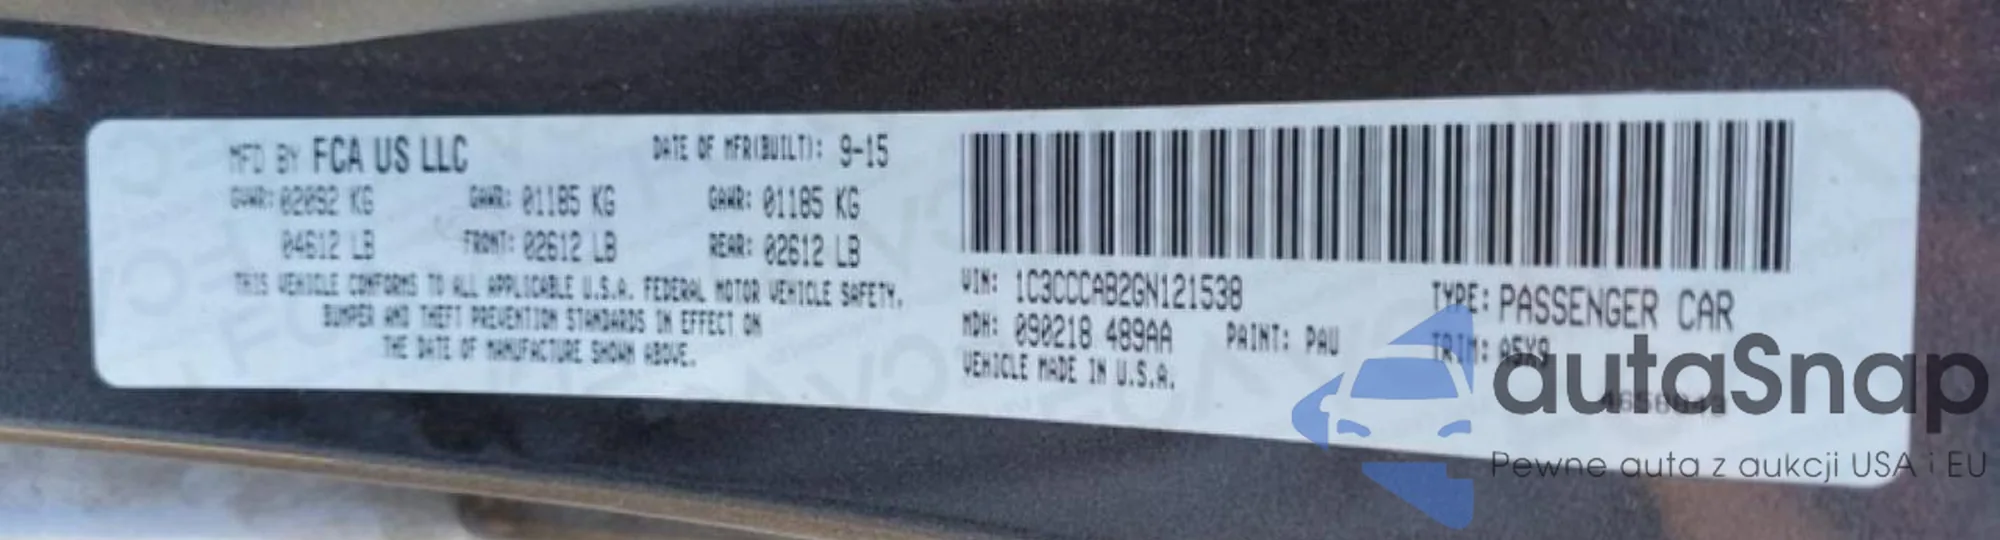 MFD BY FCA US LLC DATE OF MFR(BUILT): 9-15
GVWR: 02092 KG GAWR: 01185 KG GAWR: 01185 KG
04612 LB FRONT: 02612 LB REAR: 02612 LB
THIS VEHICLE CONFORMS TO ALL APPLICABLE U.S.A. FEDERAL MOTOR VEHICLE SAFETY,
BUMPER AND THEFT PREVENTION STANDARDS IN EFFECT ON
THE DATE OF MANUFACTURE SHOWN ABOVE.
VIN: 1C3CCCAB2GN121538 TYPE: PASSENGER CAR
MDH: 090218 489AA PAINT: PAU TRIM: A5X9
VEHICLE MADE IN U.S.A.
autaSnap
Pewne auta z aukcji USA i EU